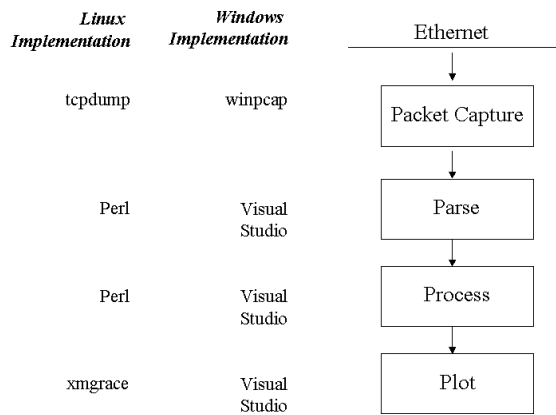 Linux Implementation
Windows Implementation
Ethernet
tcpdump
winpcap
Packet Capture
Perl
Visual Studio
Parse
Perl
Visual Studio
Process
xmgrace
Visual Studio
Plot